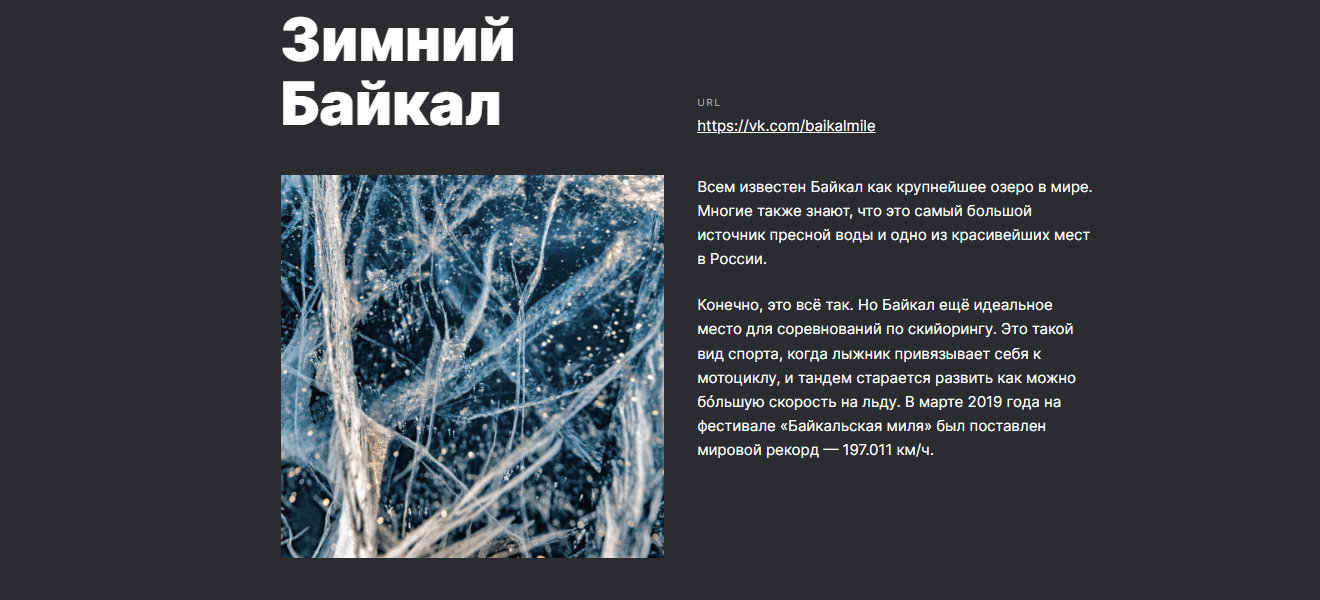 Зимний
Байкал
URL
https://vk.com/baikalmile
Всем известен Байкал как крупнейшее озеро в мире.
Многие также знают, что это самый большой
источник пресной воды и одно из красивейших мест
в России.
Конечно, это всё так. Но Байкал ещё идеальное
место для соревнований по скийорингу. Это такой
вид спорта, когда лыжник привязывает себя к
мотоциклу, и тандем старается развить как можно
бо́льшую скорость на льду. В марте 2019 года на
фестивале «Байкальская миля» был поставлен
мировой рекорд — 197.011 км/ч.